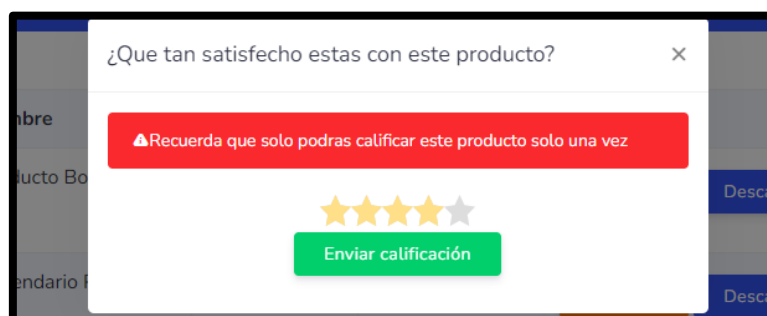 ¿Que tan satisfecho estas con este producto?
×
nbre
Recuerda que solo podras calificar este producto solo una vez
ducto Bo
Desca
Enviar calificación
endario
Desca